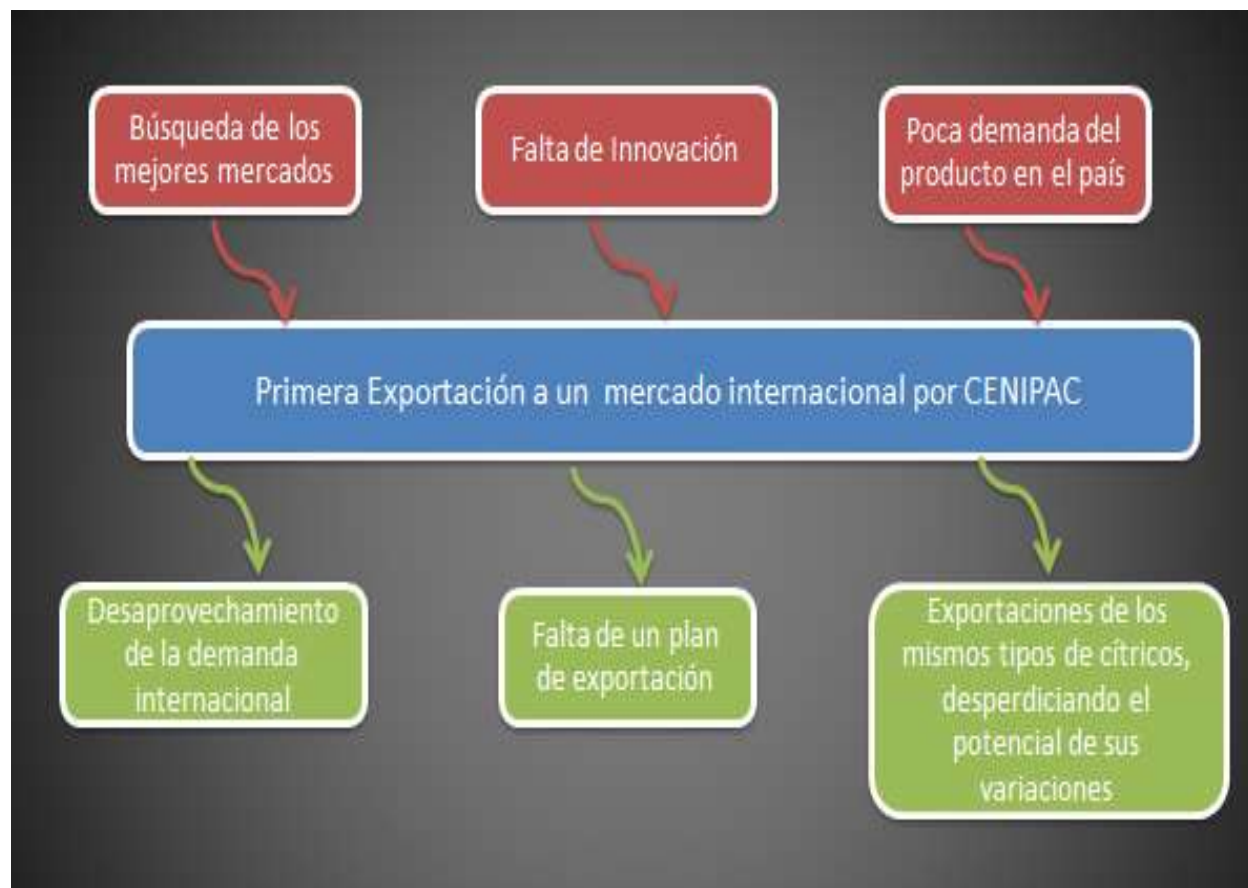 Búsqueda de los
mejores mercados
Falta de Innovación
Poca demanda del
producto en el país
Primera Exportación a un mercado internacional por CENIPAC
Desaprovechamiento
de la demanda
internacional
Falta de un plan
de exportación
Exportaciones de los
mismos tipos de cítricos,
desperdiciando el
potencial de sus
variaciones